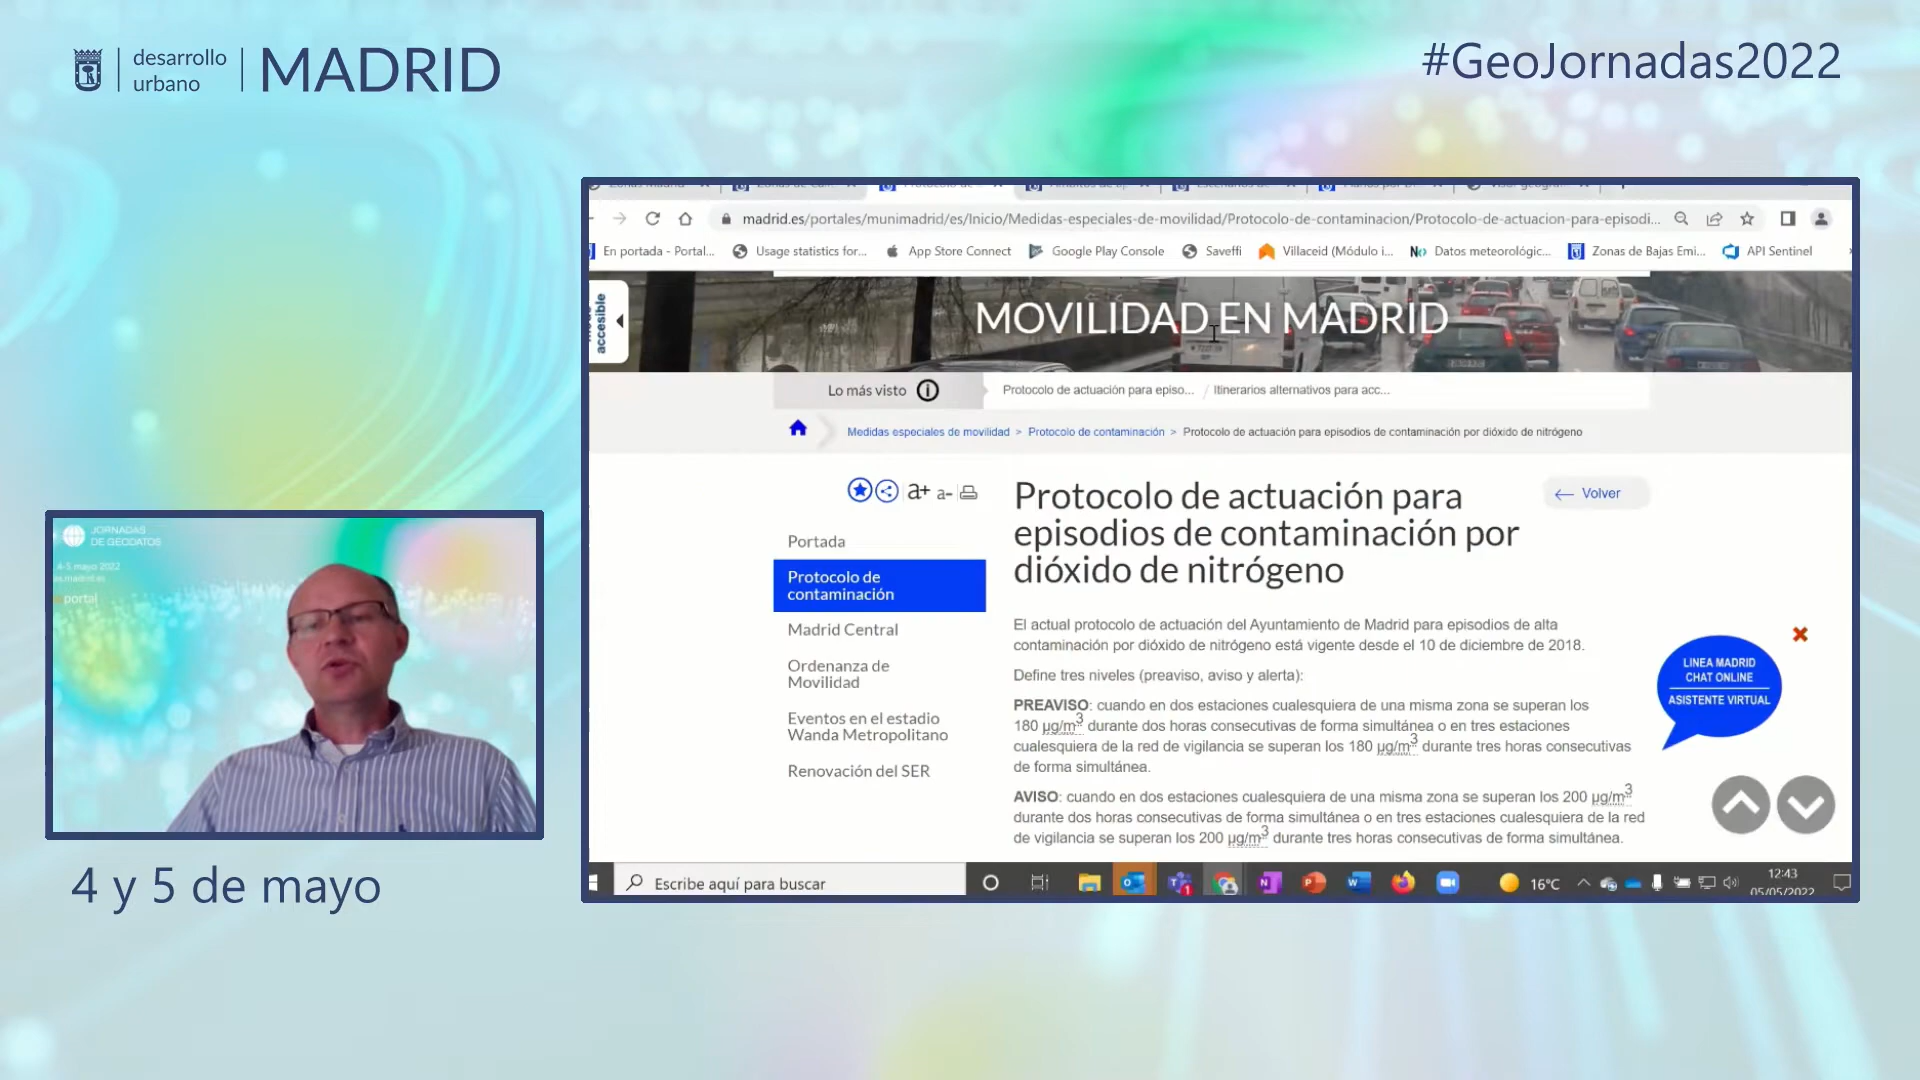 desarrollo
urbano
MADRID
#GeoJornadas2022
madrid.es/portales/munimadrid/es/Inicio/Medidas-especiales-de-movilidad/Protocolo-de-contaminacion/Protocolo-de-actuacion-para-episodi...
En portada - Portal...
Usage statistics for...
App Store Connect
Google Play Console
Saveffi
Villaceid (Módulo i...
Datos meteorológic...
Zonas de Bajas Emi...
API Sentinel
accesible
MOVILIDAD EN MADRID
Lo más visto
Protocolo de actuación para episo... / Itinerarios alternativos para acc...
Medidas especiales de movilidad > Protocolo de contaminación > Protocolo de actuación para episodios de contaminación por dióxido de nitrógeno
a+ a-
Portada
Protocolo de
contaminación
Madrid Central
Ordenanza de
Movilidad
Eventos en el estadio
Wanda Metropolitano
Renovación del SER
Protocolo de actuación para
episodios de contaminación por
dióxido de nitrógeno
Volver
El actual protocolo de actuación del Ayuntamiento de Madrid para episodios de alta
contaminación por dióxido de nitrógeno está vigente desde el 10 de diciembre de 2018.
Define tres niveles (preaviso, aviso y alerta):
PREAVISO: cuando en dos estaciones cualesquiera de una misma zona se superan los
180 µg/m3 durante dos horas consecutivas de forma simultánea o en tres estaciones
cualesquiera de la red de vigilancia se superan los 180 µg/m3 durante tres horas consecutivas
de forma simultánea.
AVISO: cuando en dos estaciones cualesquiera de una misma zona se superan los 200 µg/m3
durante dos horas consecutivas de forma simultánea o en tres estaciones cualesquiera de la red
de vigilancia se superan los 200 µg/m3 durante tres horas consecutivas de forma simultánea.
LINEA MADRID
CHAT ONLINE
ASISTENTE VIRTUAL
Escribe aquí para buscar
16°C
12:43
05/05/2022
JORNADAS
DE GEODATOS
4-5 mayo 2022
portal
4 y 5 de mayo